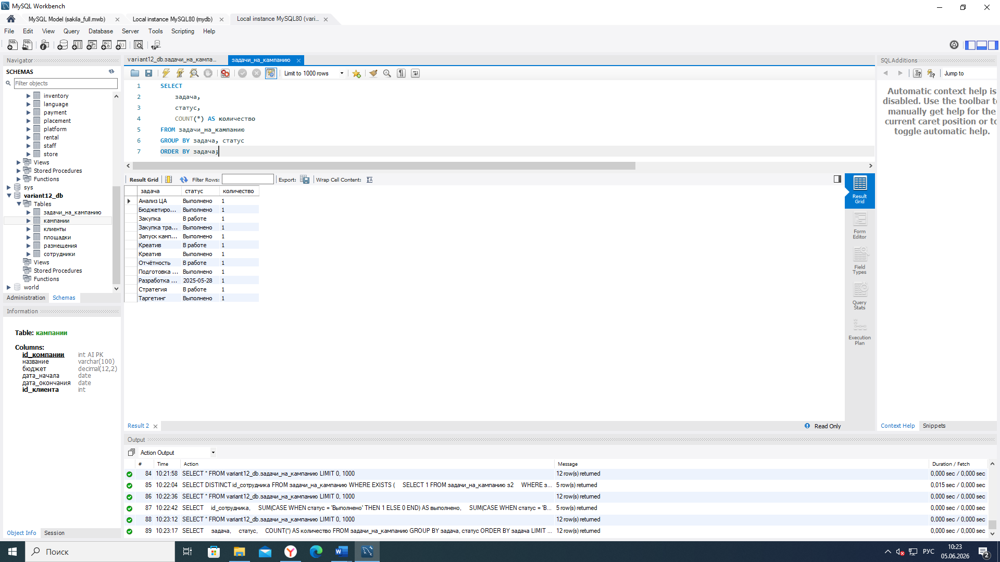 MySQL Workbench
MySQL Model (sakila_full.mwb)
Local instance MySQL80 (mydb)
Local instance MySQL80 (vari...
File Edit View Query Database Server Tools Scripting Help
Navigator
SCHEMAS
Filter objects
inventory
language
payment
placement
platform
rental
staff
store
Views
Stored Procedures
Functions
sys
variant12_db
Tables
задачи_на_кампанию
кампании
клиенты
площадки
размещения
сотрудники
Views
Stored Procedures
Functions
world
Administration Schemas
Information
Table: кампании
Columns:
id_компании int AI PK
название varchar(100)
бюджет decimal(12,2)
дата_начала date
дата_окончания date
id_клиента int
Object Info Session
variant12_db.задачи_на_кампа...
задачи_на_кампанию
Limit to 1000 rows
1 SELECT
2 задача,
3 статус,
4 COUNT(*) AS количество
5 FROM задачи_на_кампанию
6 GROUP BY задача, статус
7 ORDER BY задача;
Result Grid Filter Rows: Export: Wrap Cell Content:
задача статус количество
Анализ ЦА Выполнено 1
Бюджетиро... Выполнено 1
Закупка В работе 1
Закупка тра... Выполнено 1
Запуск камп... Выполнено 1
Креатив В работе 1
Креатив Выполнено 1
Отчётность В работе 1
Подготовка ... Выполнено 1
Разработка ... 2025-05-28 1
Стратегия В работе 1
Таргетинг Выполнено 1
Result Grid
Form Editor
Field Types
Query Stats
Execution Plan
Result 2
Read Only
SQLAdditions
Jump to
Automatic context help is
disabled. Use the toolbar t
manually get help for the
current caret position or to
toggle automatic help.
Context Help Snippets
Output
Action Output
# Time Action Message Duration / Fetch
84 10:21:58 SELECT * FROM variant12_db.задачи_на_кампанию LIMIT 0, 1000 12 row(s) returned 0,000 sec / 0,000 sec
85 10:22:04 SELECT DISTINCT id_сотрудника FROM задачи_на_кампанию WHERE EXISTS ( SELECT 1 FROM задачи_на_кампанию з2 WHERE з... 5 row(s) returned 0,015 sec / 0,000 sec
86 10:22:36 SELECT * FROM variant12_db.задачи_на_кампанию LIMIT 0, 1000 12 row(s) returned 0,000 sec / 0,000 sec
87 10:22:42 SELECT id_сотрудника, SUM(CASE WHEN статус = 'Выполнено' THEN 1 ELSE 0 END) AS выполнено, SUM(CASE WHEN статус = 'В... 5 row(s) returned 0,000 sec / 0,000 sec
88 10:23:12 SELECT * FROM variant12_db.задачи_на_кампанию LIMIT 0, 1000 12 row(s) returned 0,000 sec / 0,000 sec
89 10:23:17 SELECT задача, статус, COUNT(*) AS количество FROM задачи_на_кампанию GROUP BY задача, статус ORDER BY задача LIMIT ... 12 row(s) returned 0,000 sec / 0,000 sec
Поиск
РУС
10:23
05.06.2026
2